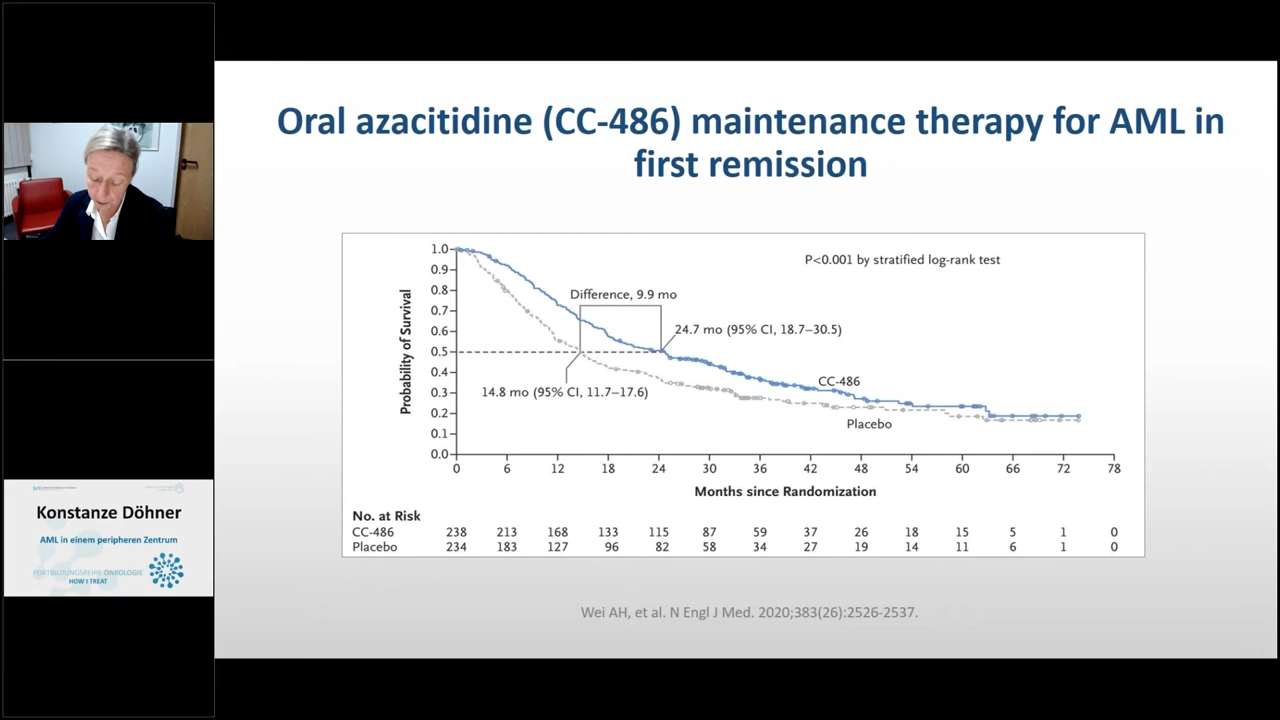 Oral azacitidine (CC-486) maintenance therapy for AML in
first remission
1.0
0.9
0.8
0.7
0.6
0.5
0.4
0.3
0.2
0.1
0.0
Probability of Survival
P<0.001 by stratified log-rank test
Difference, 9.9 mo
24.7 mo (95% CI, 18.7–30.5)
14.8 mo (95% CI, 11.7–17.6)
CC-486
Placebo
0 6 12 18 24 30 36 42 48 54 60 66 72 78
Months since Randomization
No. at Risk
CC-486 238 213 168 133 115 87 59 37 26 18 15 5 1 0
Placebo 234 183 127 96 82 58 34 27 19 14 11 6 1 0
Wei AH, et al. N Engl J Med. 2020;383(26):2526-2537.
Konstanze Döhner
AML in einem peripheren Zentrum
FORTBILDUNGSREIHE ONKOLOGIE
HOW I TREAT